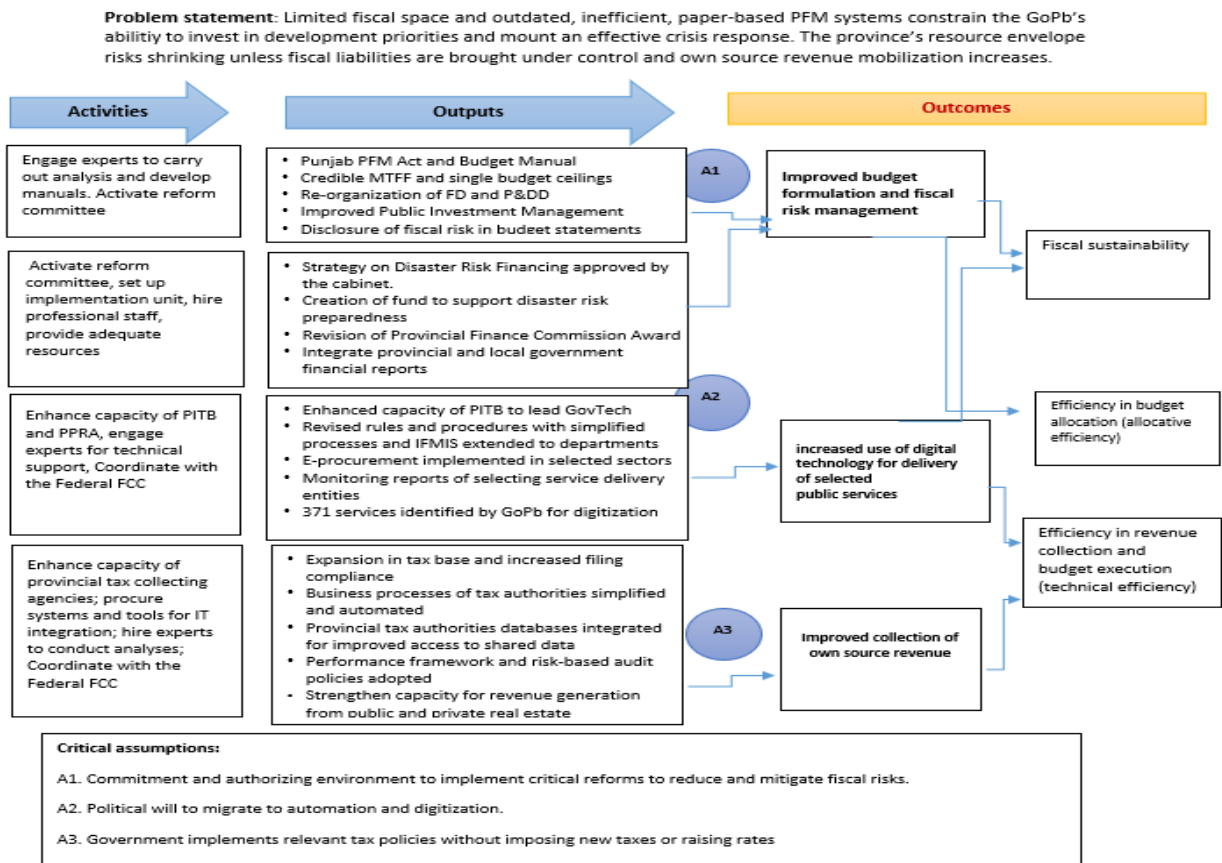 Problem statement: Limited fiscal space and outdated, inefficient, paper-based PFM systems constrain the GoPb's
abilitiy to invest in development priorities and mount an effective crisis response. The province's resource envelope
risks shrinking unless fiscal liabilities are brought under control and own source revenue mobilization increases.
Activities
Outputs
Outcomes
Engage experts to carry
out analysis and develop
manuals. Activate reform
committee
• Punjab PFM Act and Budget Manual
• Credible MTFF and single budget ceilings
• Re-organization of FD and P&DD
• Improved Public Investment Management
• Disclosure of fiscal risk in budget statements
A1
Improved budget
formulation and fiscal
risk management
Fiscal sustainability
Activate reform
committee, set up
implementation unit, hire
professional staff,
provide adequate
resources
• Strategy on Disaster Risk Financing approved by
the cabinet.
• Creation of fund to support disaster risk
preparedness
• Revision of Provincial Finance Commission Award
• Integrate provincial and local government
financial reports
A2
Efficiency in budget
allocation (allocative
efficiency)
Enhance capacity of PITB
and PPRA, engage
experts for technical
support, Coordinate with
the Federal FCC
• Enhanced capacity of PITB to lead GovTech
• Revised rules and procedures with simplified
processes and IFMIS extended to departments
• E-procurement implemented in selected sectors
• Monitoring reports of selecting service delivery
entities
• 371 services identified by GoPb for digitization
increased use of digital
technology for delivery
of selected
public services
Efficiency in revenue
collection and
budget execution
(technical efficiency)
Enhance capacity of
provincial tax collecting
agencies; procure
systems and tools for IT
integration; hire experts
to conduct analyses;
Coordinate with the
Federal FCC
• Expansion in tax base and increased filing
compliance
• Business processes of tax authorities simplified
and automated
• Provincial tax authorities databases integrated
for improved access to shared data
• Performance framework and risk-based audit
policies adopted
- Strengthen capacity for revenue generation
from public and private real estate
A3
Improved collection of
own source revenue
Critical assumptions:
A1. Commitment and authorizing environment to implement critical reforms to reduce and mitigate fiscal risks.
A2. Political will to migrate to automation and digitization.
A3. Government implements relevant tax policies without imposing new taxes or raising rates